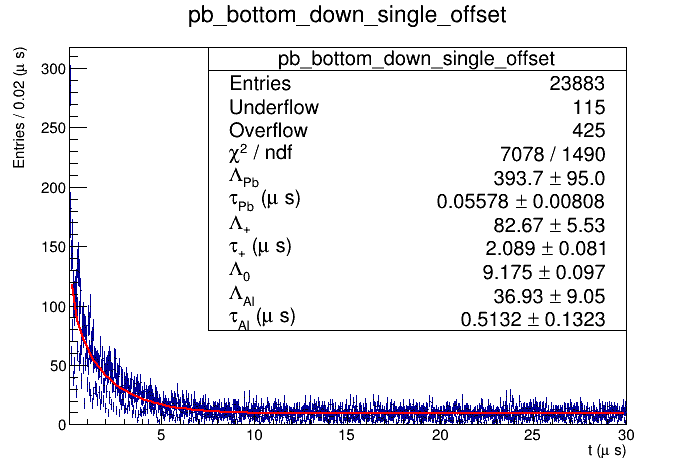 pb_bottom_down_single_offset
Entries / 0.02 (μ s)
pb_bottom_down_single_offset
Entries 23883
Underflow 115
Overflow 425
χ² / ndf 7078 / 1490
Λ_Pb 393.7 ± 95.0
τ_Pb (μ s) 0.05578 ± 0.00808
Λ_+ 82.67 ± 5.53
τ_+ (μ s) 2.089 ± 0.081
Λ_0 9.175 ± 0.097
Λ_Al 36.93 ± 9.05
τ_Al (μ s) 0.5132 ± 0.1323
300
250
200
150
100
50
0
5 10 15 20 25 30
t (μ s)